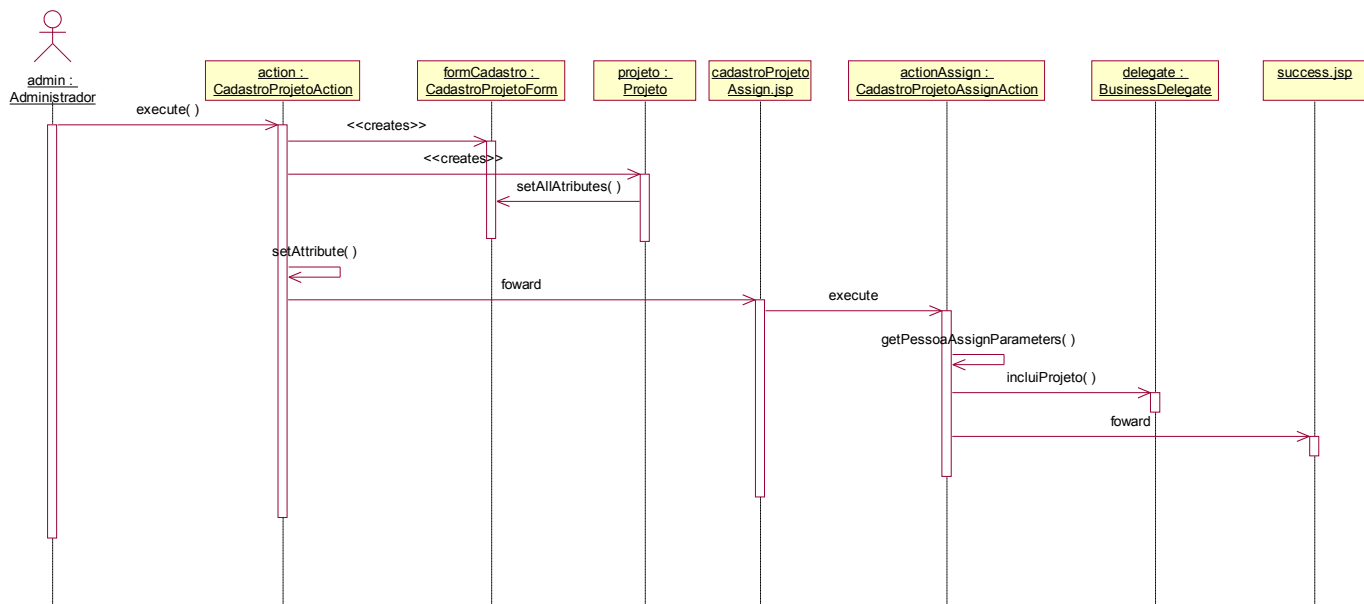 admin :
Administrador
action :
CadastroProjetoAction
formCadastro :
CadastroProjetoForm
projeto :
Projeto
cadastroProjeto
Assign.jsp
actionAssign :
CadastroProjetoAssignAction
delegate :
BusinessDelegate
success.jsp
execute( )
<<creates>>
<<creates>>
setAllAtributes( )
setAttribute( )
foward
execute
getPessoaAssignParameters( )
incluiProjeto( )
foward